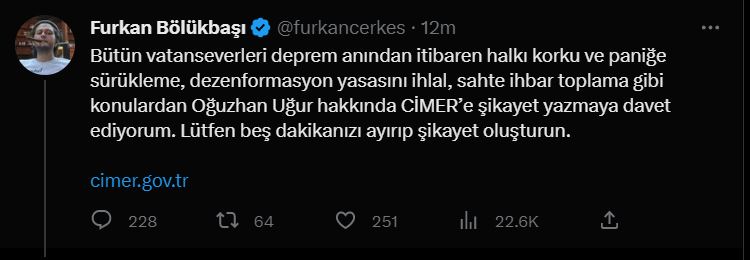 Furkan Bölükbaşı @furkancerkes · 12m
Bütün vatanseverleri deprem anından itibaren halkı korku ve paniğe
sürükleme, dezenformasyon yasasını ihlal, sahte ihbar toplama gibi
konulardan Oğuzhan Uğur hakkında CİMER’e şikayet yazmaya davet
ediyorum. Lütfen beş dakikanızı ayırıp şikayet oluşturun.
cimer.gov.tr
228 64 251 22.6K